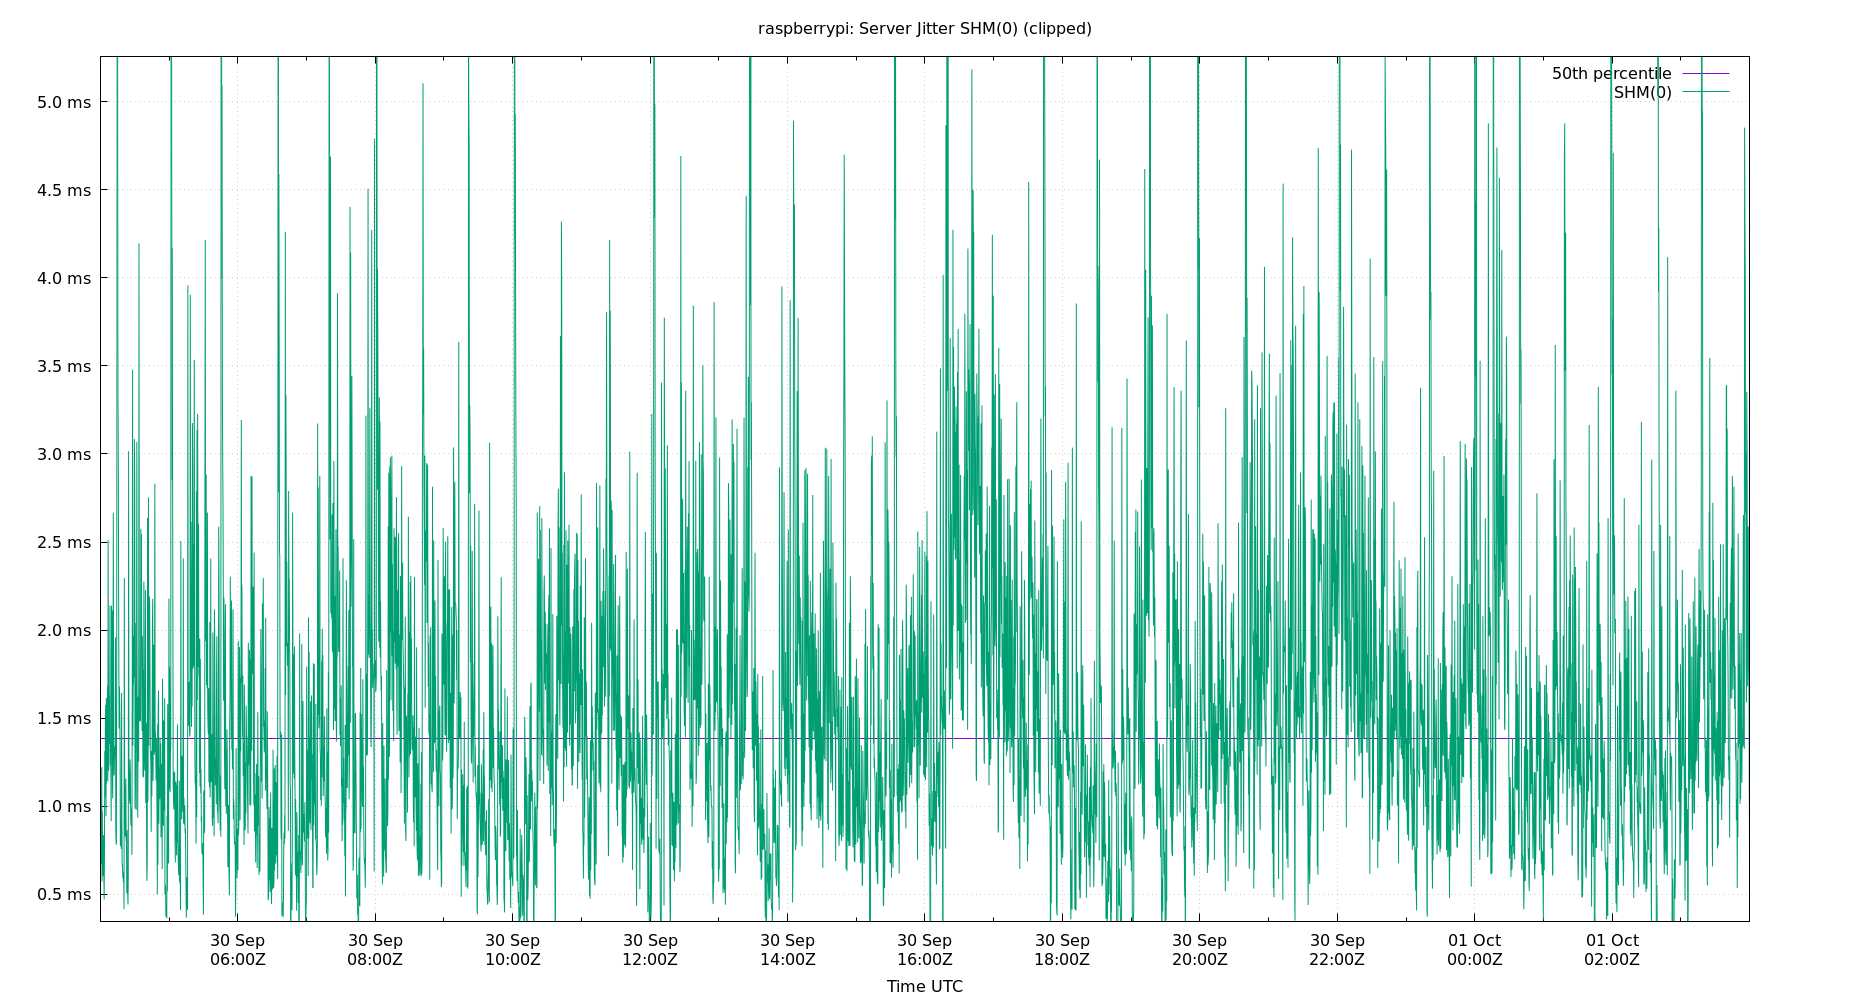 raspberrypi: Server Jitter SHM(0) (clipped)
50th percentile
SHM(0)
5.0 ms
4.5 ms
4.0 ms
3.5 ms
3.0 ms
2.5 ms
2.0 ms
1.5 ms
1.0 ms
0.5 ms
30 Sep 30 Sep 30 Sep 30 Sep 30 Sep 30 Sep 30 Sep 30 Sep 30 Sep 01 Oct 01 Oct
06:00Z 08:00Z 10:00Z 12:00Z 14:00Z 16:00Z 18:00Z 20:00Z 22:00Z 00:00Z 02:00Z
Time UTC